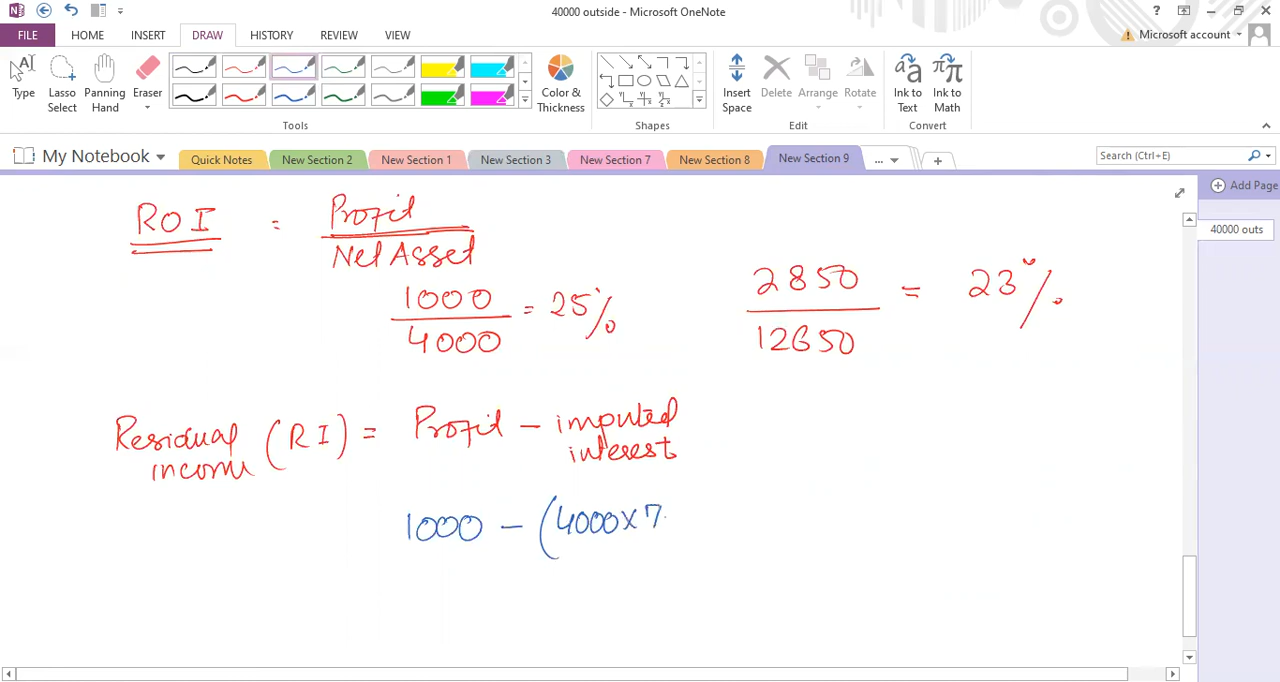 40000 outside - Microsoft OneNote
?
Microsoft account
FILE HOME INSERT DRAW HISTORY REVIEW VIEW
Type
Lasso Select
Panning Hand
Eraser
Color & Thickness
Insert Space
Delete Arrange Rotate
Ink to Text
Ink to Math
Tools Shapes Edit Convert
My Notebook Quick Notes New Section 2 New Section 1 New Section 3 New Section 7 New Section 8 New Section 9 ... Search (Ctrl+E)
Add Page
40000 outs
ROI = Profit
Net Asset
1000
4000
= 25%
2850
12650
= 23%
Residual income (RI) = Profit - imputed interest
1000 - (4000 x 7